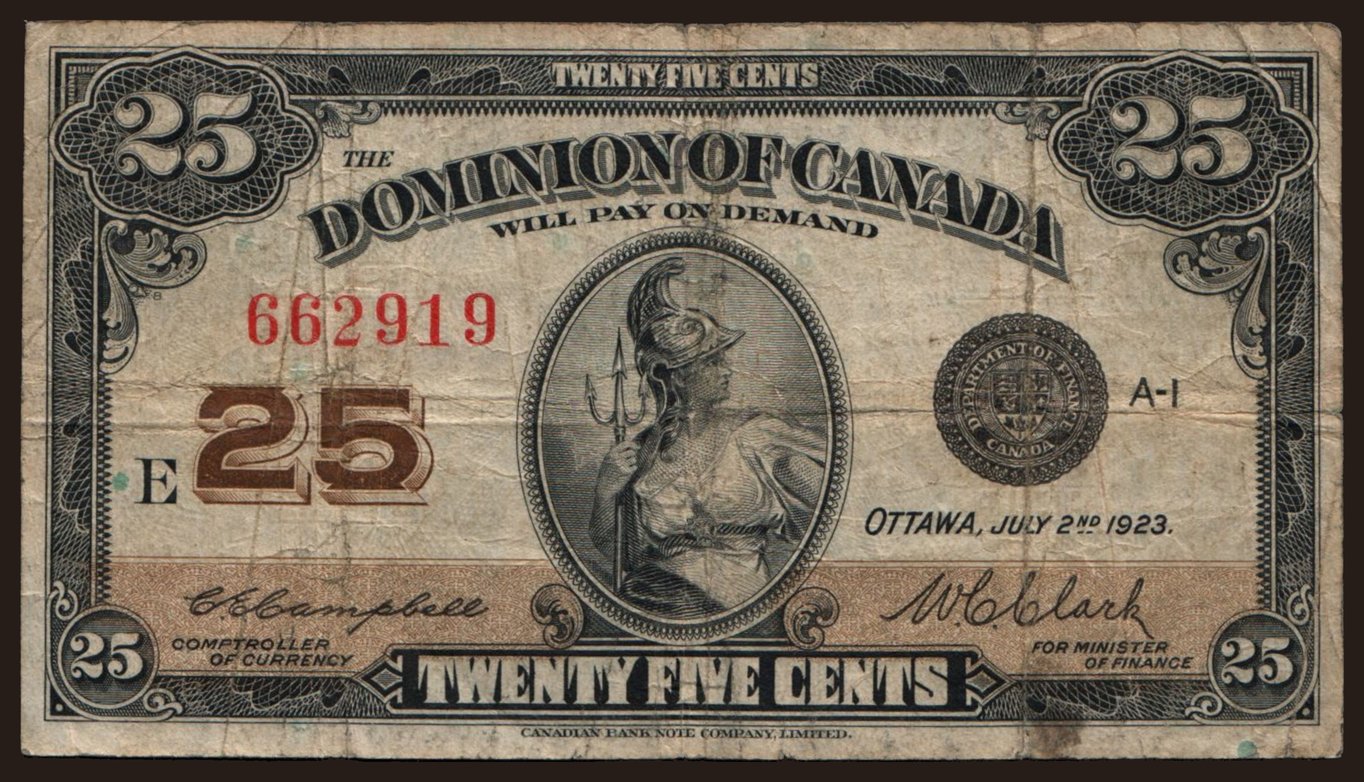 TWENTY FIVE CENTS
25
25
THE
DOMINION OF CANADA
WILL PAY ON DEMAND
662919
25
E
DEPARTMENT OF FINANCE
CANADA
A-1
OTTAWA, JULY 2ND 1923.
C.E. Campbell
W.C. Clark
COMPTROLLER
OF CURRENCY
FOR MINISTER
OF FINANCE
25
TWENTY FIVE CENTS
25
CANADIAN BANK NOTE COMPANY, LIMITED.